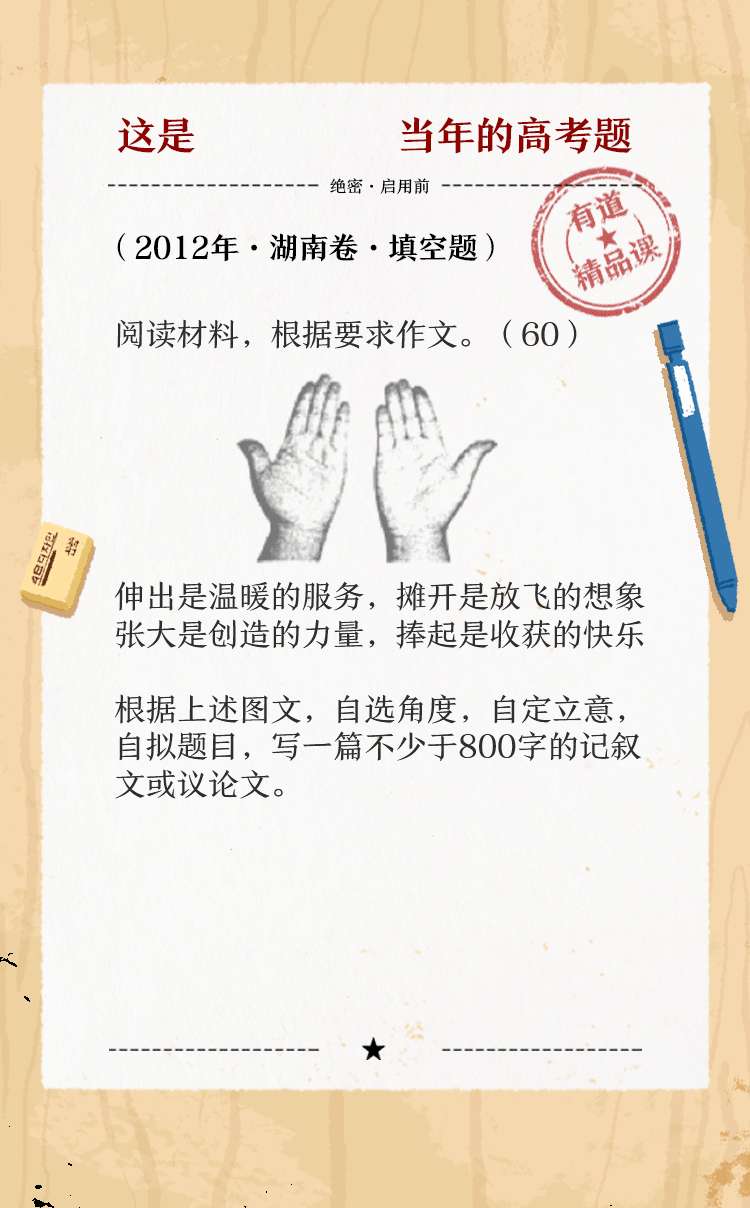 这是 当年的高考题
绝密·启用前
有道
精品课
（2012年·湖南卷·填空题）
阅读材料，根据要求作文。（60）
伸出是温暖的服务，摊开是放飞的想象
张大是创造的力量，捧起是收获的快乐
根据上述图文，自选角度，自定立意，
自拟题目，写一篇不少于800字的记叙
文或议论文。